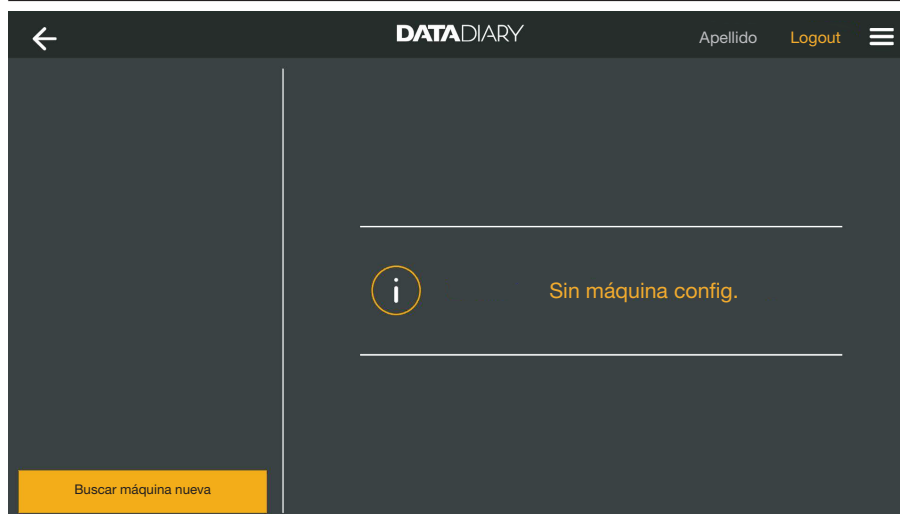 DATADIARY
Apellido Logout
i
Sin máquina config.
Buscar máquina nueva